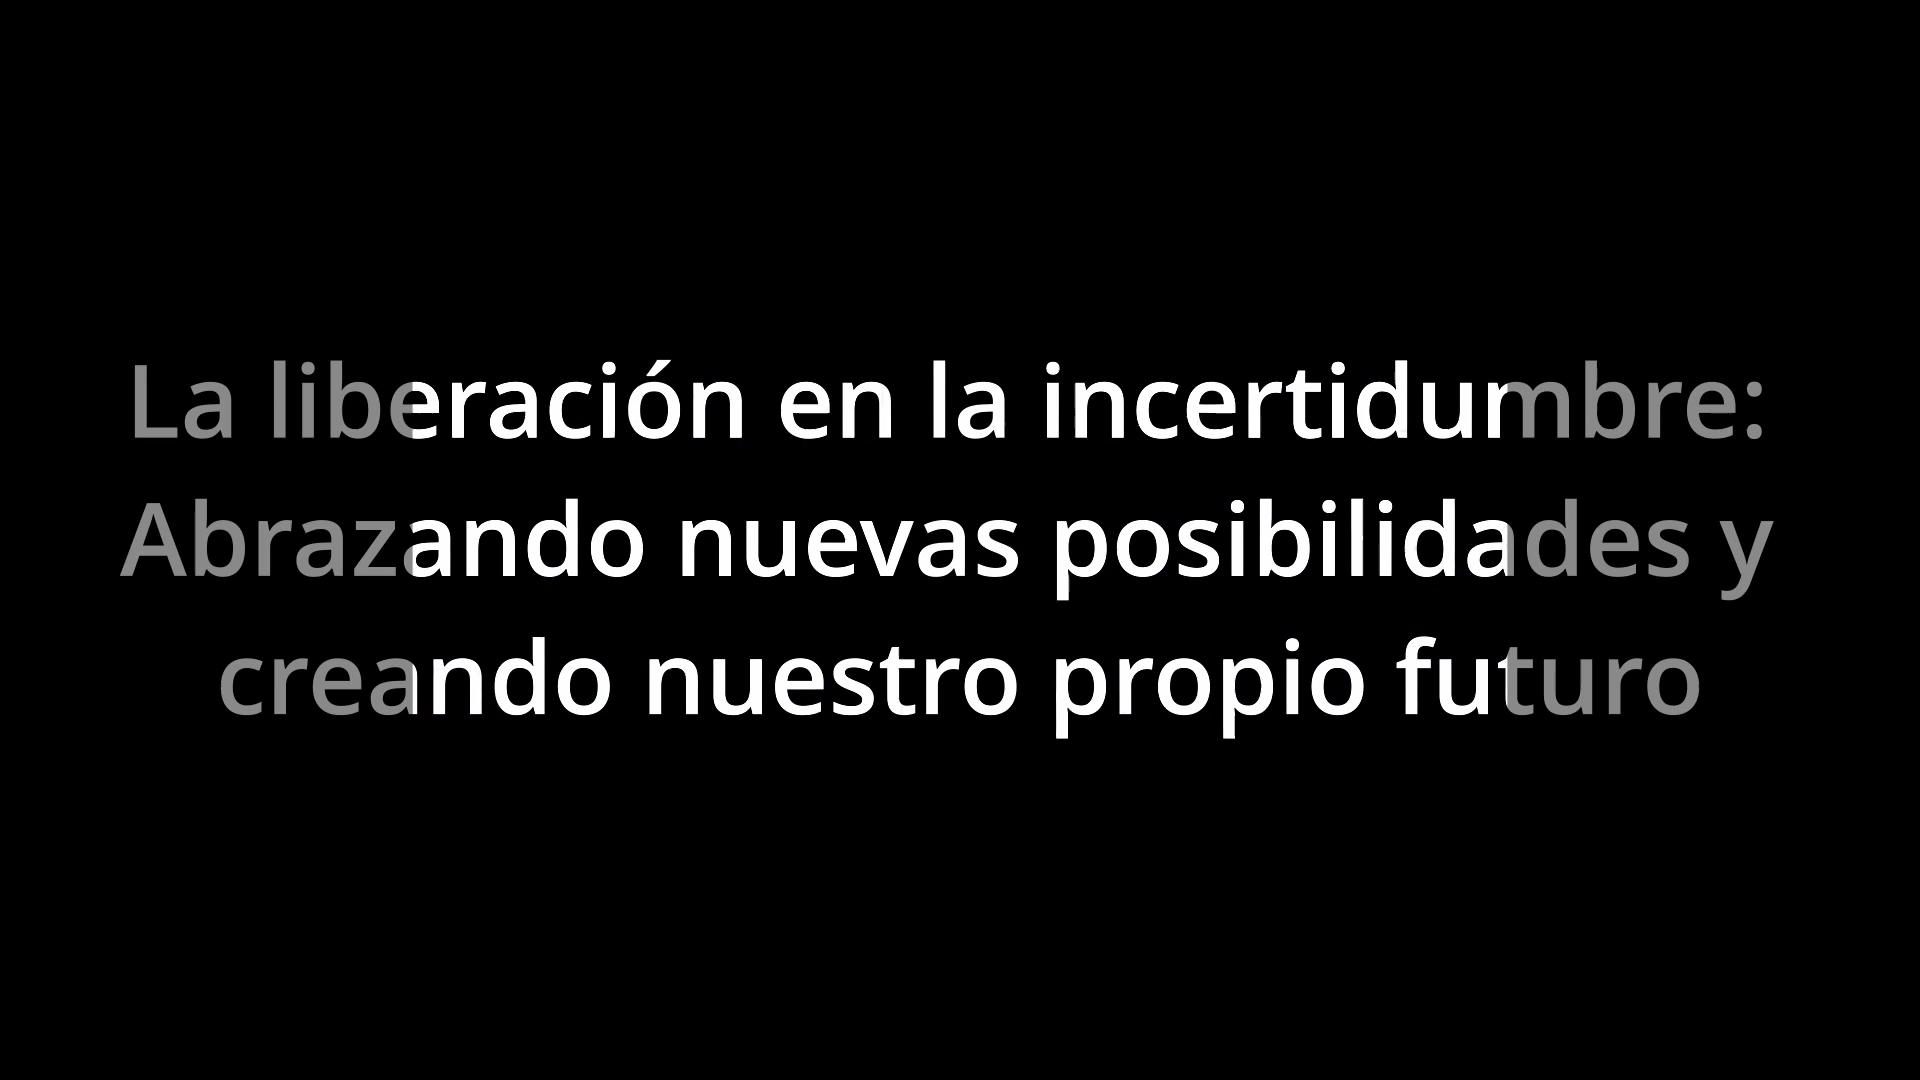 La liberación en la incertidumbre:
Abrazando nuevas posibilidades y
creando nuestro propio futuro